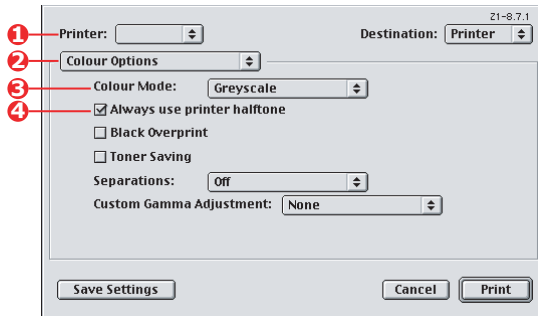 Z1-8.7.1
1 Printer: Destination: Printer
2 Colour Options
3 Colour Mode: Greyscale
4 Always use printer halftone
Black Overprint
Toner Saving
Separations: Off
Custom Gamma Adjustment: None
Save Settings Cancel Print